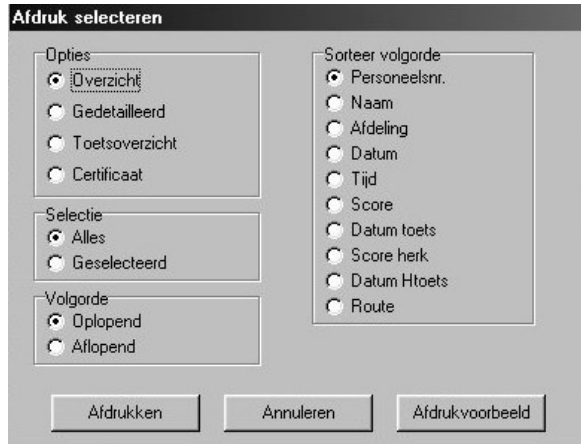 Afdruk selecteren
Opties
Overzicht
Gedetailleerd
Toetsoverzicht
Certificaat
Selectie
Alles
Geselecteerd
Volgorde
Oplopend
Aflopend
Sorteer volgorde
Personeelsnr.
Naam
Afdeling
Datum
Tijd
Score
Datum toets
Score herk
Datum Htoets
Route
Afdrukken
Annuleren
Afdrukvoorbeeld